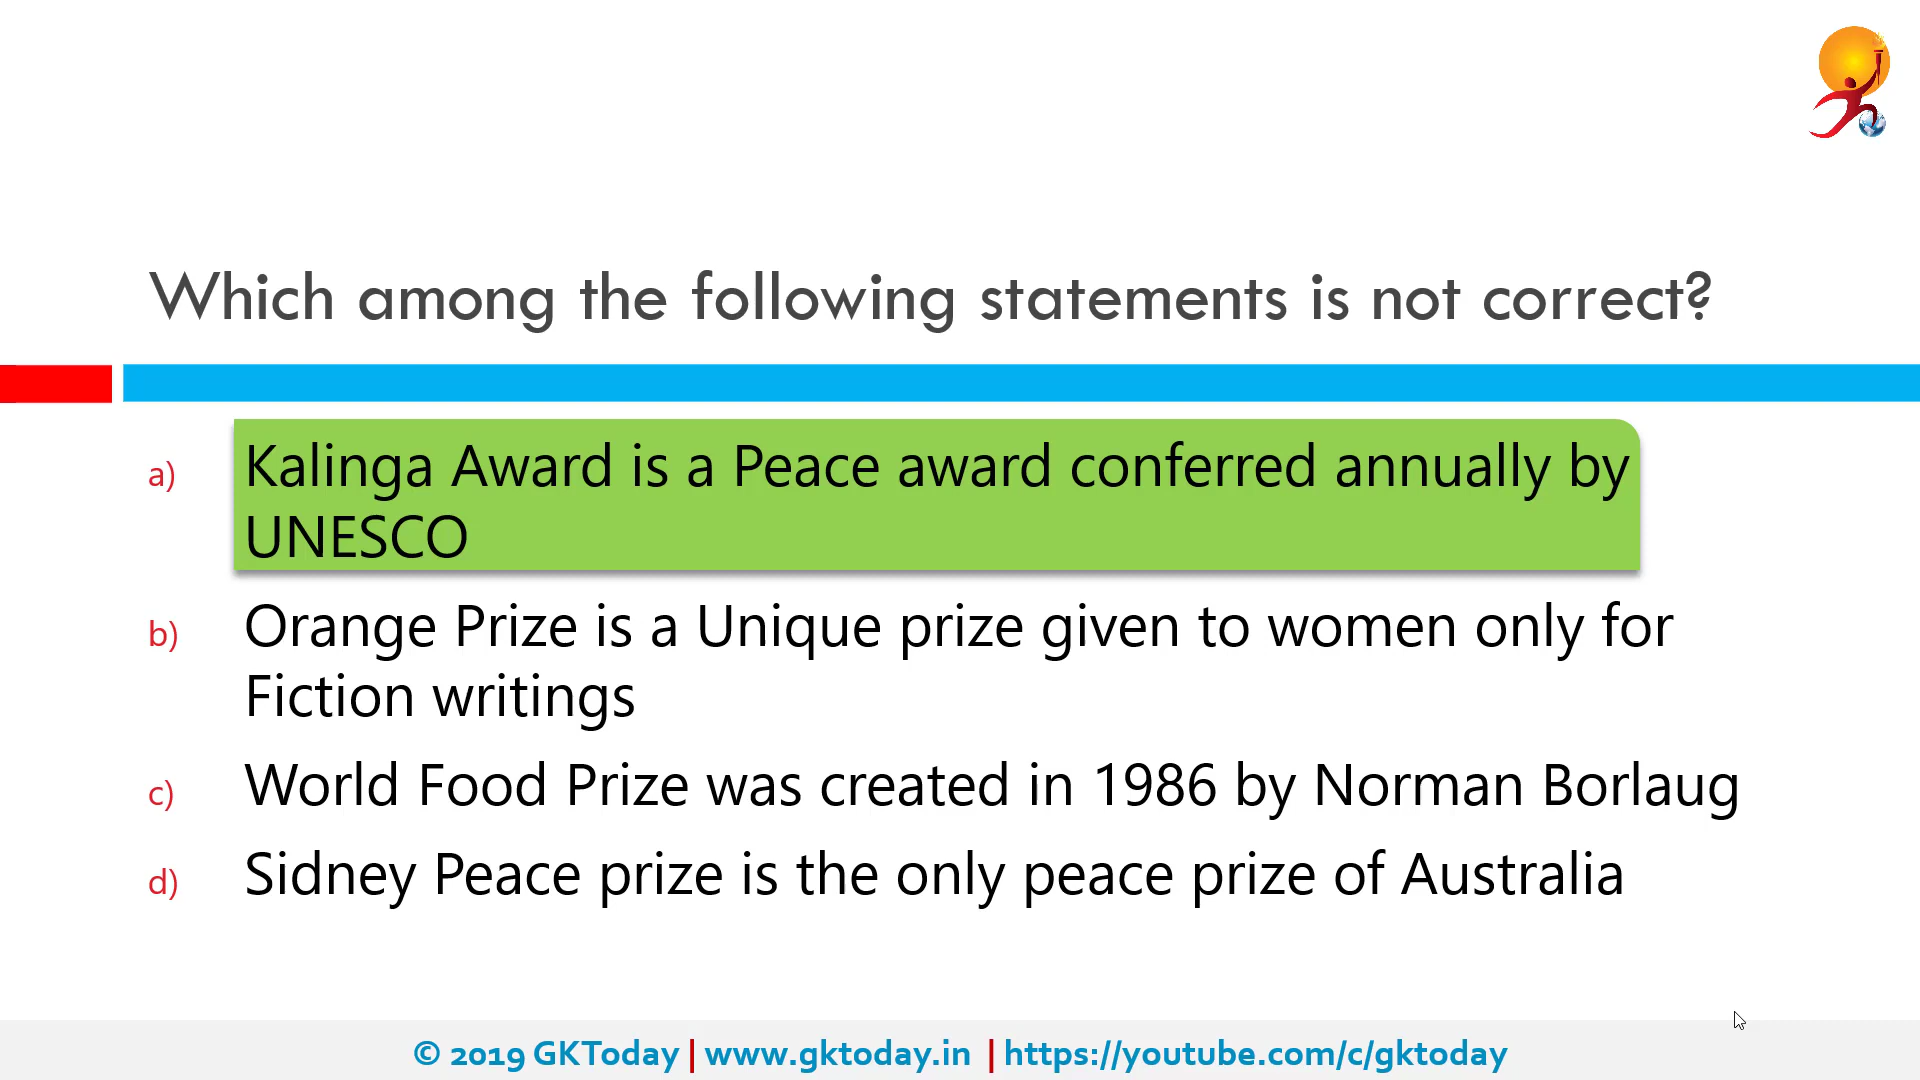 Which among the following statements is not correct?
a) Kalinga Award is a Peace award conferred annually by
UNESCO
b) Orange Prize is a Unique prize given to women only for
Fiction writings
c) World Food Prize was created in 1986 by Norman Borlaug
d) Sidney Peace prize is the only peace prize of Australia
© 2019 GKToday | www.gktoday.in | https://youtube.com/c/gktoday